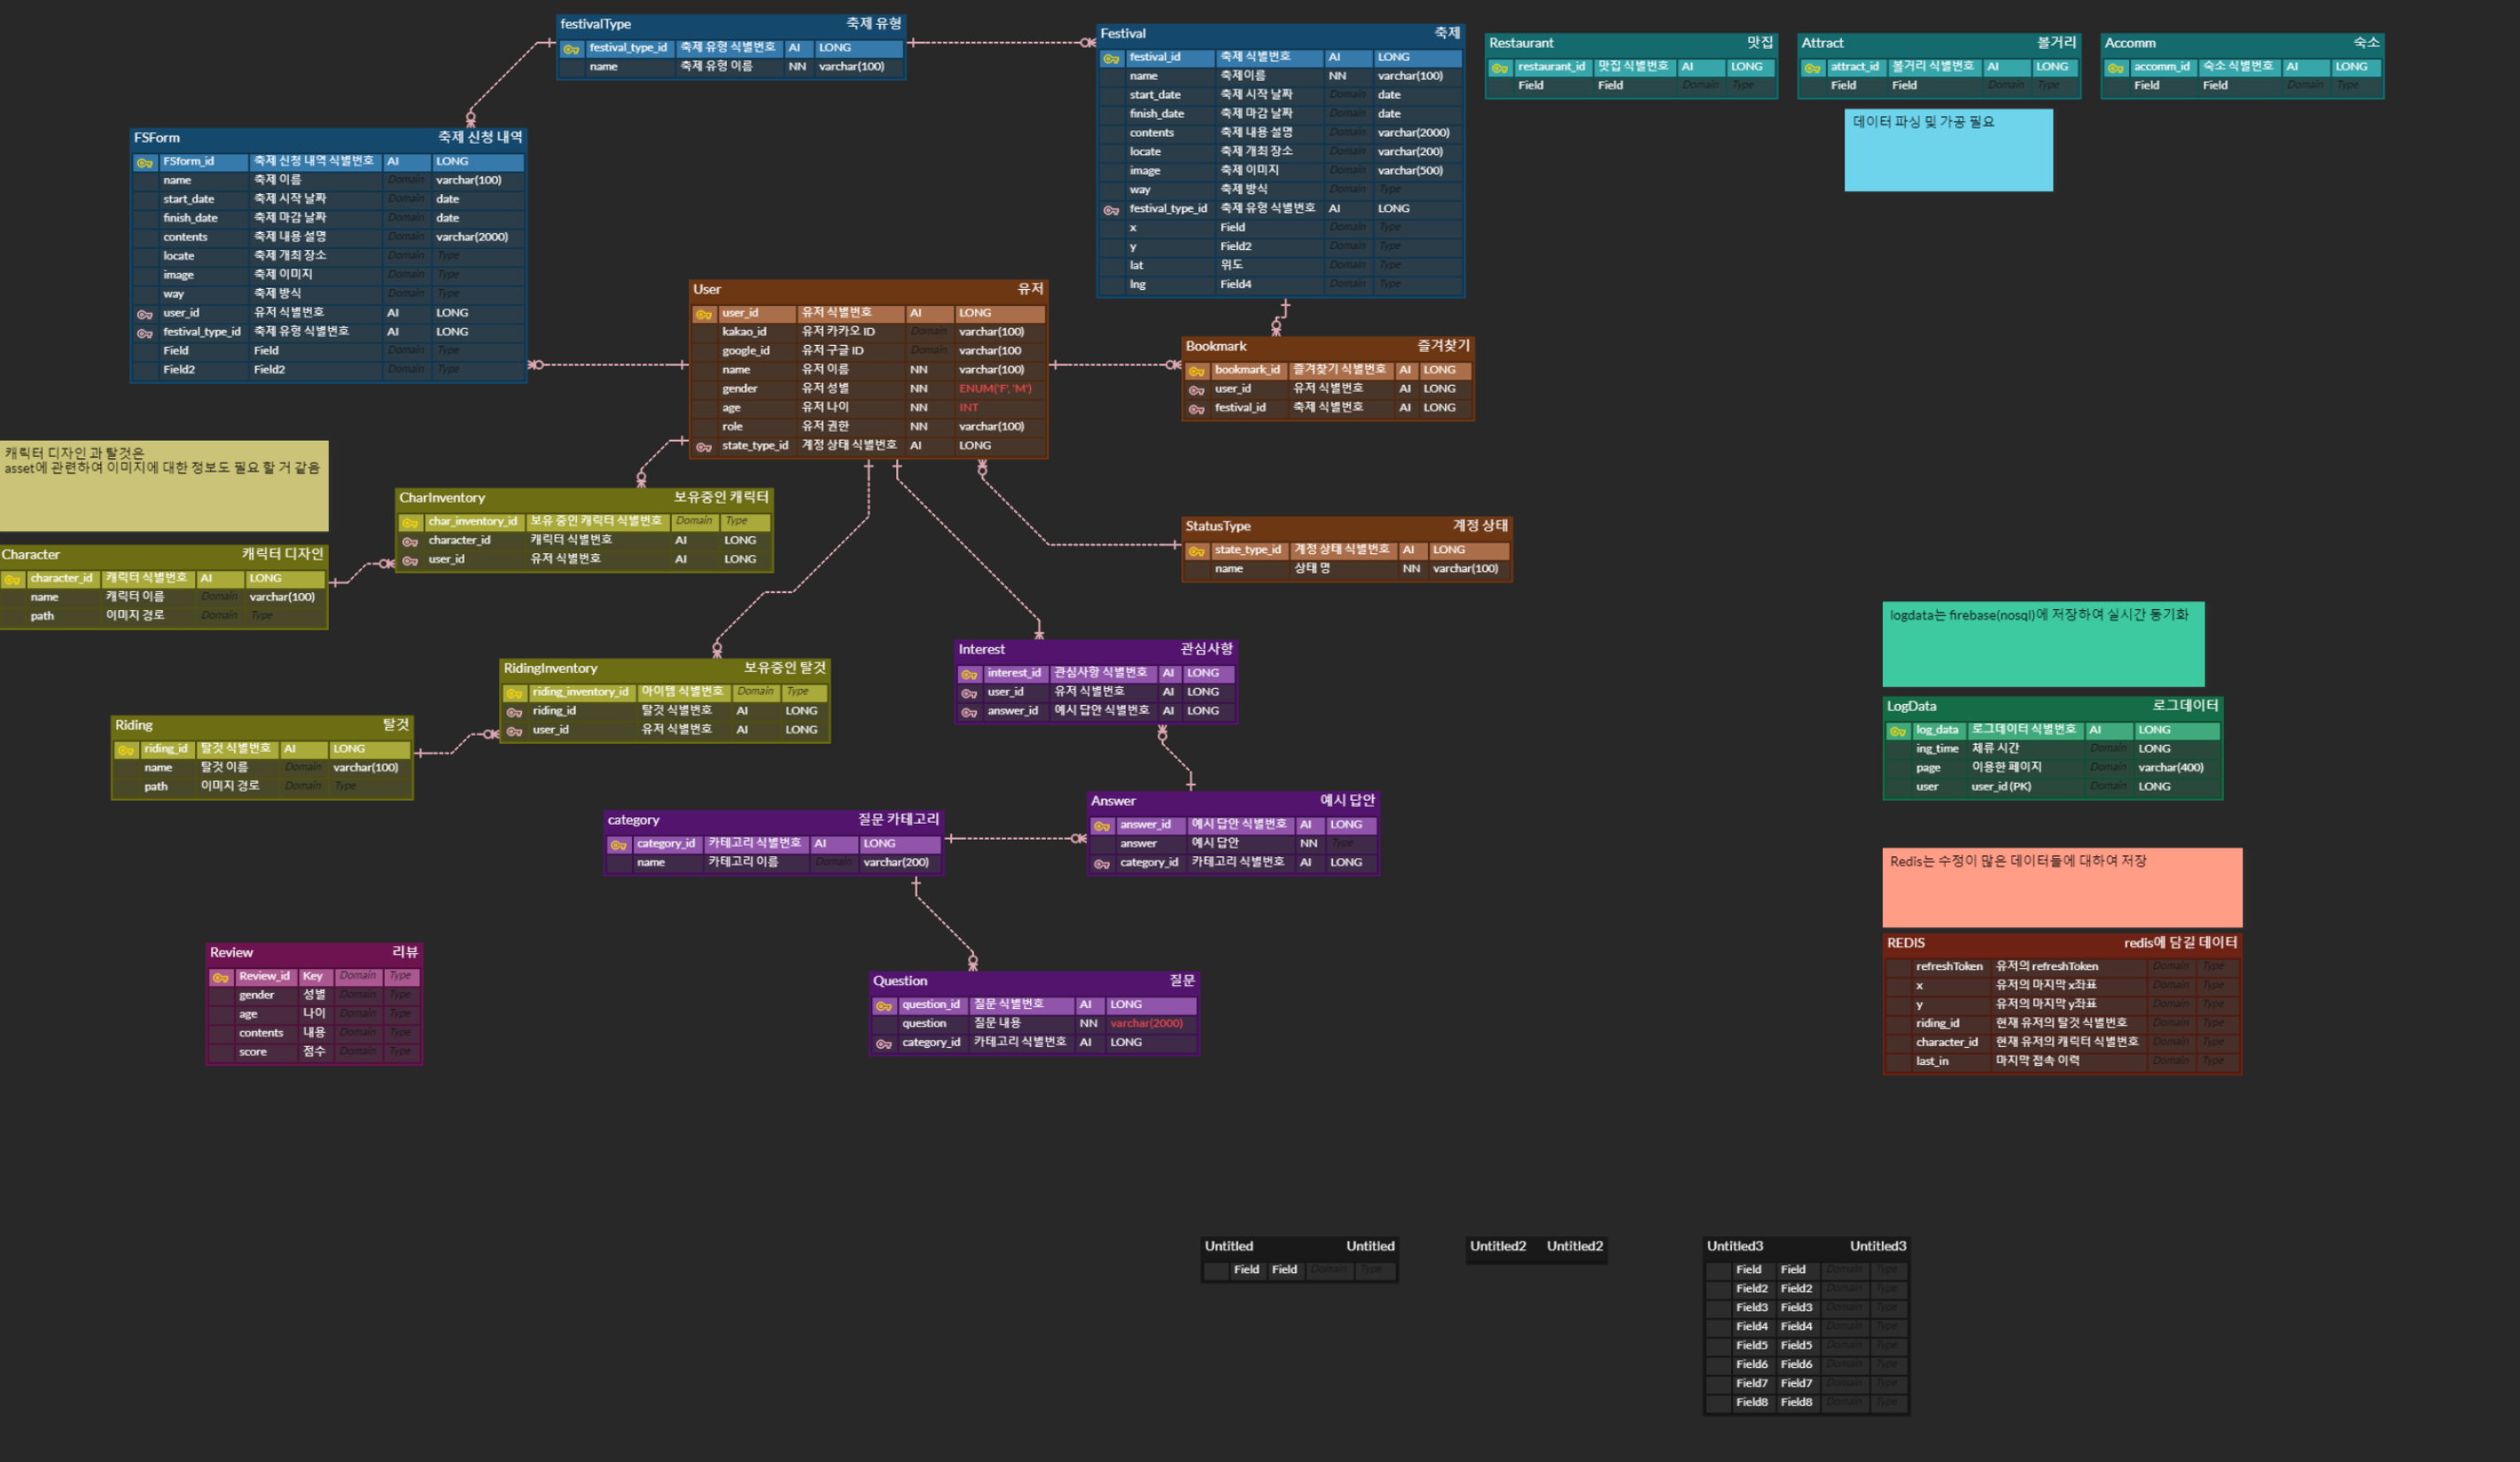 festivalType 축제 유형
festival_type_id 축제 유형 식별번호 AI LONG
name 축제 유형 이름 NN varchar(100)
Festival 축제
festival_id 축제 식별번호 AI LONG
name 축제이름 NN varchar(100)
start_date 축제 시작 날짜 Domain date
finish_date 축제 마감 날짜 Domain date
contents 축제 내용 설명 Domain varchar(2000)
locate 축제 개최 장소 Domain varchar(200)
image 축제 이미지 Domain varchar(500)
way 축제 방식 Domain Type
festival_type_id 축제 유형 식별번호 AI LONG
x Field Domain Type
y Field2 Domain Type
lat 위도 Domain Type
lng Field4 Domain Type
Restaurant 맛집
restaurant_id 맛집 식별번호 AI LONG
Field Field Domain Type
Attract 볼거리
attract_id 볼거리 식별번호 AI LONG
Field Field Domain Type
Accomm 숙소
accomm_id 숙소 식별번호 AI LONG
Field Field Domain Type
데이터 파싱 및 가공 필요
FSForm 축제 신청 내역
FSform_id 축제 신청 내역 식별번호 AI LONG
name 축제 이름 Domain varchar(100)
start_date 축제 시작 날짜 Domain date
finish_date 축제 마감 날짜 Domain date
contents 축제 내용 설명 Domain varchar(2000)
locate 축제 개최 장소 Domain Type
image 축제 이미지 Domain Type
way 축제 방식 Domain Type
user_id 유저 식별번호 AI LONG
festival_type_id 축제 유형 식별번호 AI LONG
Field Field Domain Type
Field2 Field2 Domain Type
User 유저
user_id 유저 식별번호 AI LONG
kakao_id 유저 카카오 ID Domain varchar(100)
google_id 유저 구글 ID Domain varchar(100
name 유저 이름 NN varchar(100)
gender 유저 성별 NN ENUM('F', 'M')
age 유저 나이 NN INT
role 유저 권한 NN varchar(100)
state_type_id 계정 상태 식별번호 AI LONG
Bookmark 즐겨찾기
bookmark_id 즐겨찾기 식별번호 AI LONG
user_id 유저 식별번호 AI LONG
festival_id 축제 식별번호 AI LONG
캐릭터 디자인 과 탈것은
asset에 관련하여 이미지에 대한 정보도 필요 할 거 같음
CharInventory 보유중인 캐릭터
char_inventory_id 보유 중인 캐릭터 식별번호 Domain Type
character_id 캐릭터 식별번호 AI LONG
user_id 유저 식별번호 AI LONG
Character 캐릭터 디자인
character_id 캐릭터 식별번호 AI LONG
name 캐릭터 이름 Domain varchar(100)
path 이미지 경로 Domain Type
StatusType 계정 상태
state_type_id 계정 상태 식별번호 AI LONG
name 상태 명 NN varchar(100)
RidingInventory 보유중인 탈것
riding_inventory_id 아이템 식별번호 Domain Type
riding_id 탈것 식별번호 AI LONG
user_id 유저 식별번호 AI LONG
Riding 탈것
riding_id 탈것 식별번호 AI LONG
name 탈것 이름 Domain varchar(100)
path 이미지 경로 Domain Type
Interest 관심사항
interest_id 관심사항 식별번호 AI LONG
user_id 유저 식별번호 AI LONG
answer_id 예시 답안 식별번호 AI LONG
logdata는 firebase(nosql)에 저장하여 실시간 동기화
LogData 로그데이터
log_data 로그데이터 식별번호 AI LONG
ing_time 체류 시간 Domain LONG
page 이용한 페이지 Domain varchar(400)
user user_id (PK) Domain LONG
category 질문 카테고리
category_id 카테고리 식별번호 AI LONG
name 카테고리 이름 Domain varchar(200)
Answer 예시 답안
answer_id 예시 답안 식별번호 AI LONG
answer 예시 답안 NN Type
category_id 카테고리 식별번호 AI LONG
Redis는 수정이 많은 데이터들에 대하여 저장
REDIS redis에 담길 데이터
refreshToken 유저의 refreshToken Domain Type
x 유저의 마지막 x좌표 Domain Type
y 유저의 마지막 y좌표 Domain Type
riding_id 현재 유저의 탈것 식별번호 Domain Type
character_id 현재 유저의 캐릭터 식별번호 Domain Type
last_in 마지막 접속 이력 Domain Type
Review 리뷰
Review_id Key Domain Type
gender 성별 Domain Type
age 나이 Domain Type
contents 내용 Domain Type
score 점수 Domain Type
Question 질문
question_id 질문 식별번호 AI LONG
question 질문 내용 NN varchar(2000)
category_id 카테고리 식별번호 AI LONG
Untitled Untitled
Field Field Domain Type
Untitled2 Untitled2
Untitled3 Untitled3
Field Field Domain Type
Field2 Field2 Domain Type
Field3 Field3 Domain Type
Field4 Field4 Domain Type
Field5 Field5 Domain Type
Field6 Field6 Domain Type
Field7 Field7 Domain Type
Field8 Field8 Domain Type